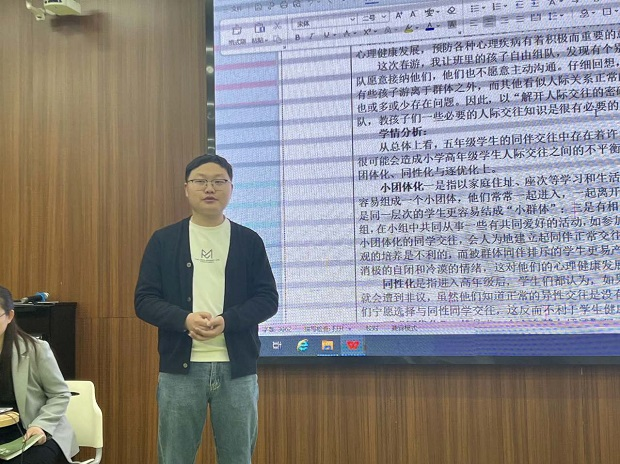 宋体
二号
格式刷
粘贴
心理健康发展，预防各种心理疾病有着积极而重要的意
这次春游，我让班里的孩子自由组队，发现有个别
队愿意接纳他们，他们也不愿意主动沟通。仔细回想，
有些孩子游离于群体之外，而其他看似人际关系正常的
也或多或少存在问题。因此，以“解开人际交往的密码
队，教孩子们一些必要的人际交往知识是很有必要的
学情分析：
从总体上看，五年级学生的同伴交往中存在着许
很可能会造成小学高年级学生人际交往之间的不平衡
团体化、同性化与逐优化上。
小团体化一是指以家庭住址、座次等学习和生活
容易组成一个小团体，他们常常一起进入，一起离开
是同一层次的学生更容易结成“小群体”；三是有相
组，在小组中共同从事一些有共同爱好的活动，如参加
小团体化的同学交往，会人为地建立起同伴正常交往
观的培养是不利的，而被群体同伴排斥的学生更易产
消极的自闭和冷漠的情绪，这对他们的心理健康发展
同性化是指进入高年级后，学生们都认为，如果
就会遭到非议，虽然他们知道正常的异性交往是没有
们宁愿选择与同性同学交往，这反而不利于学生健康